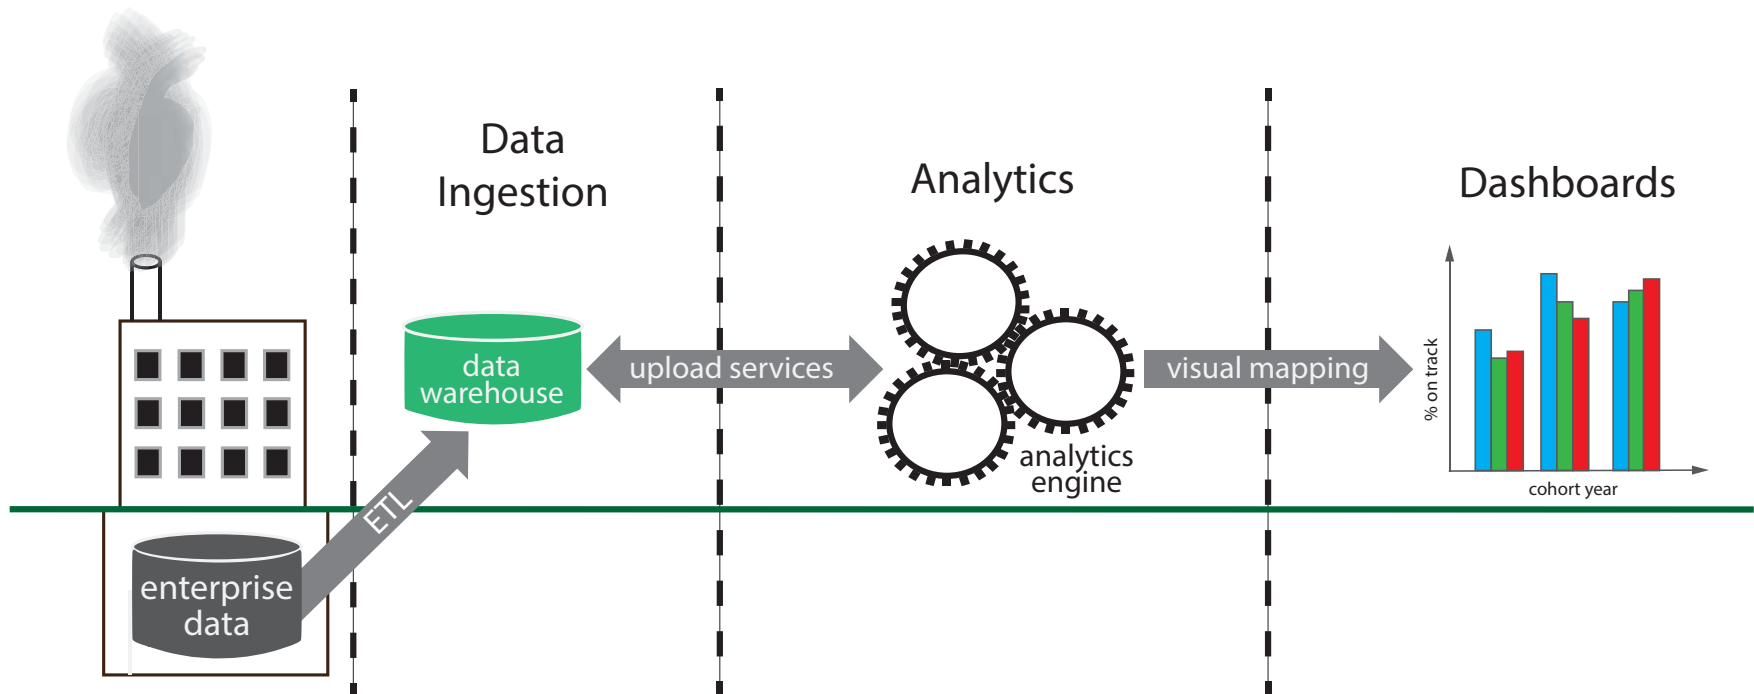 Data
Ingestion
Analytics
Dashboards
data
warehouse
upload services
visual mapping
analytics
engine
% on track
cohort year
ETL
enterprise
data